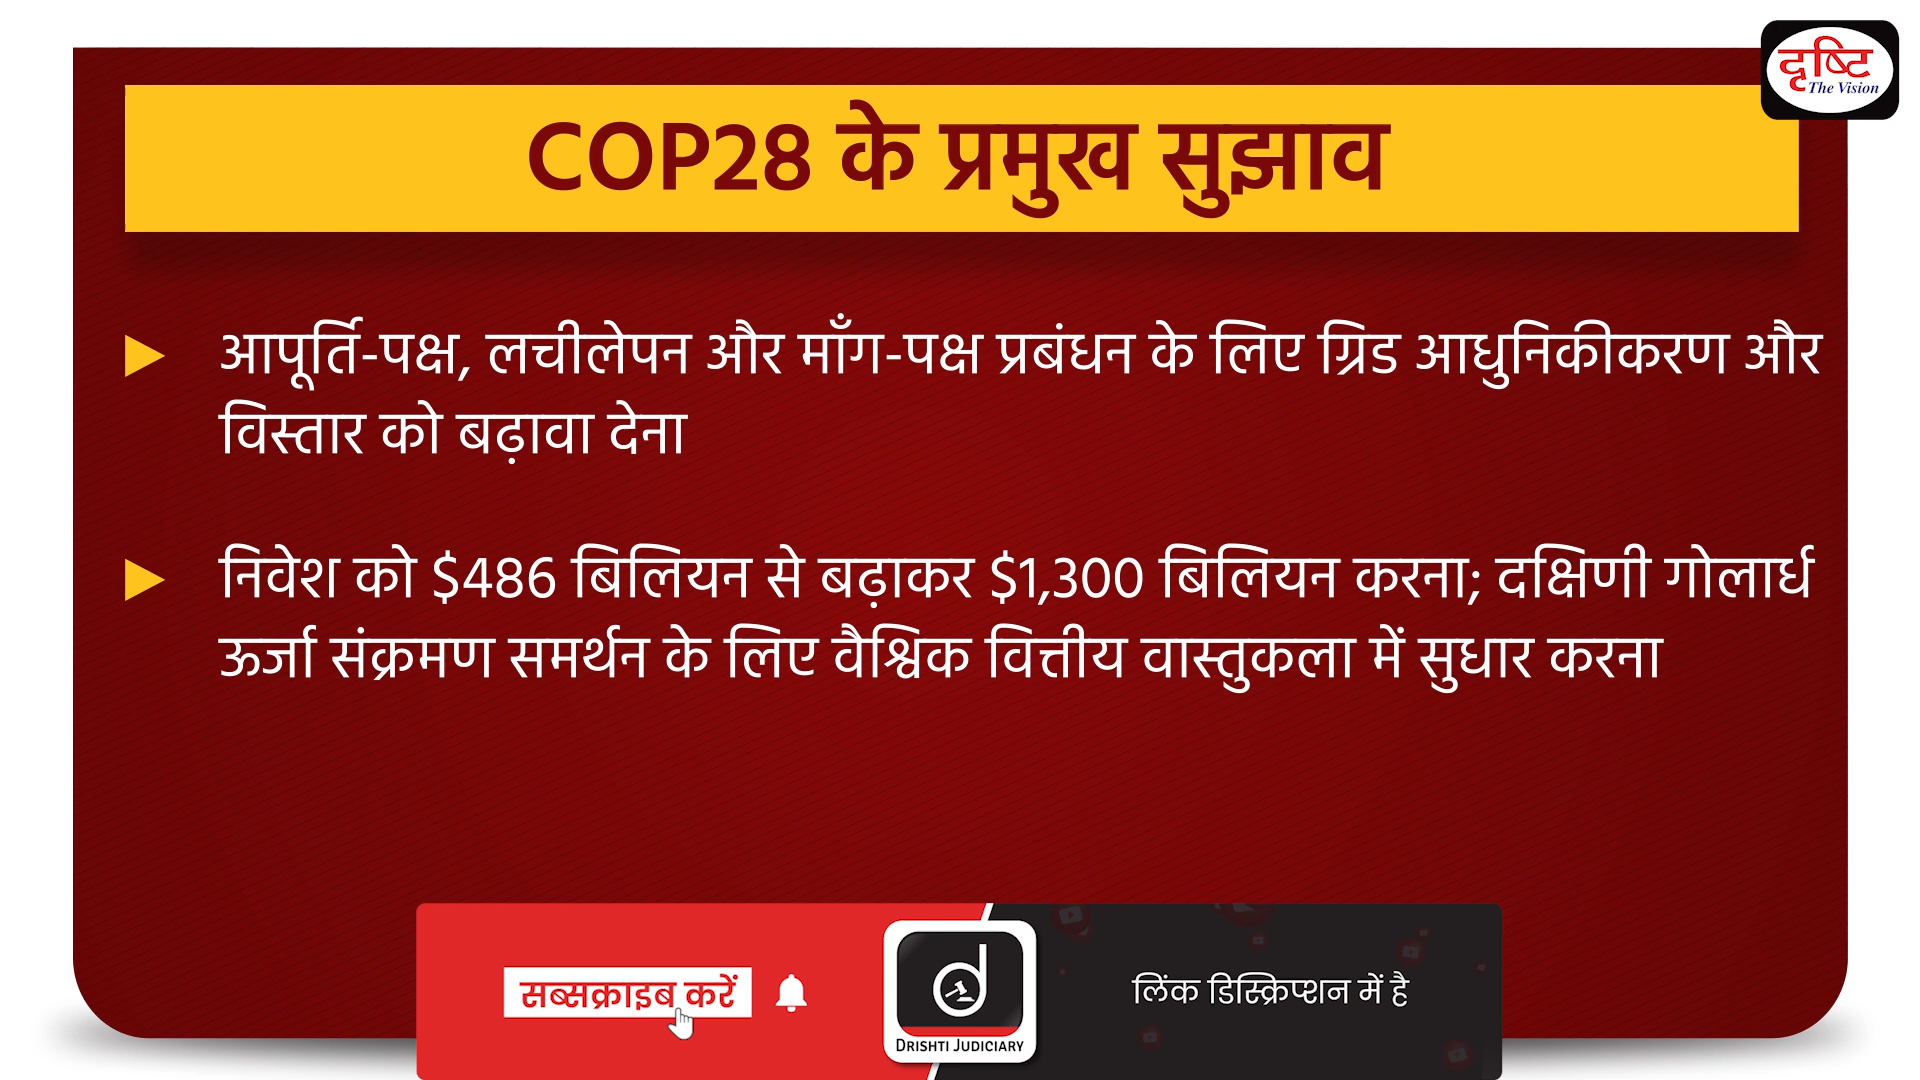 दृष्टि
The Vision
COP28 के प्रमुख सुझाव
आपूर्ति-पक्ष, लचीलेपन और माँग-पक्ष प्रबंधन के लिए ग्रिड आधुनिकीकरण और
विस्तार को बढ़ावा देना
निवेश को $486 बिलियन से बढ़ाकर $1,300 बिलियन करना; दक्षिणी गोलार्ध
ऊर्जा संक्रमण समर्थन के लिए वैश्विक वित्तीय वास्तुकला में सुधार करना
सब्सक्राइब करें
DRISHTI JUDICIARY
लिंक डिस्क्रिप्शन में है